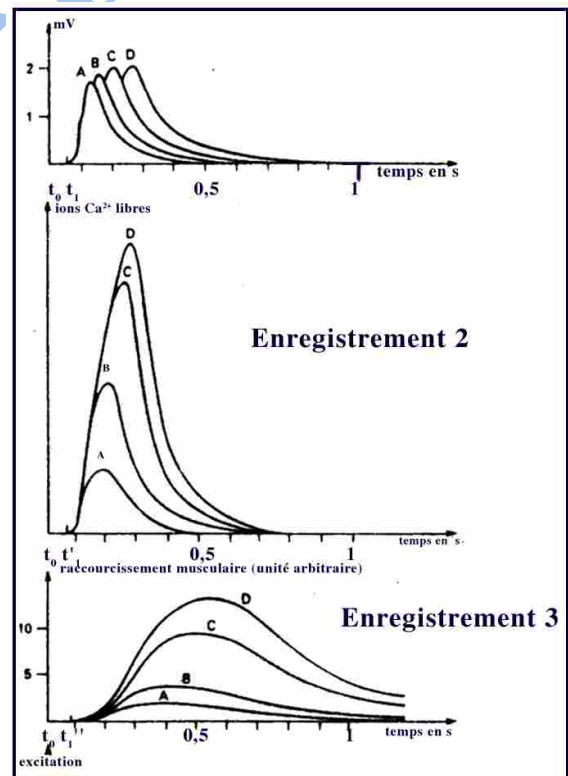 mV
2
1
A B C D
t₀ t₁ 0,5 1 temps en s
ions Ca²⁺ libres
D
C
B
A
Enregistrement 2
t₀ t'₁ 0,5 1 temps en s
raccourcissement musculaire (unité arbitraire)
Enregistrement 3
10
5
D
C
B
A
t₀ t₁'' 0,5 1 temps en s
excitation